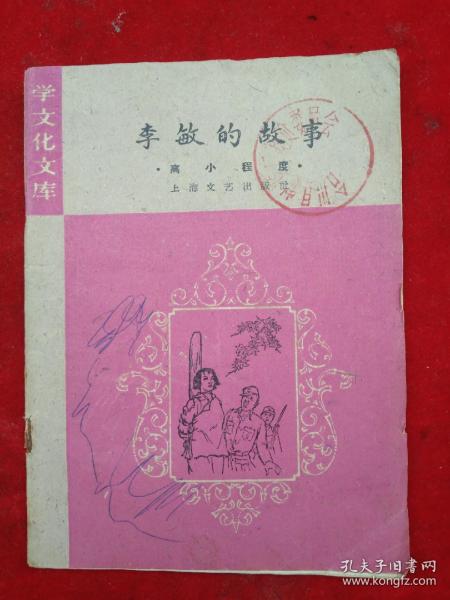 学文化文库
李敏的故事
·高小程度·
上海文艺出版社
孔夫子旧书网
www.kongfz.com